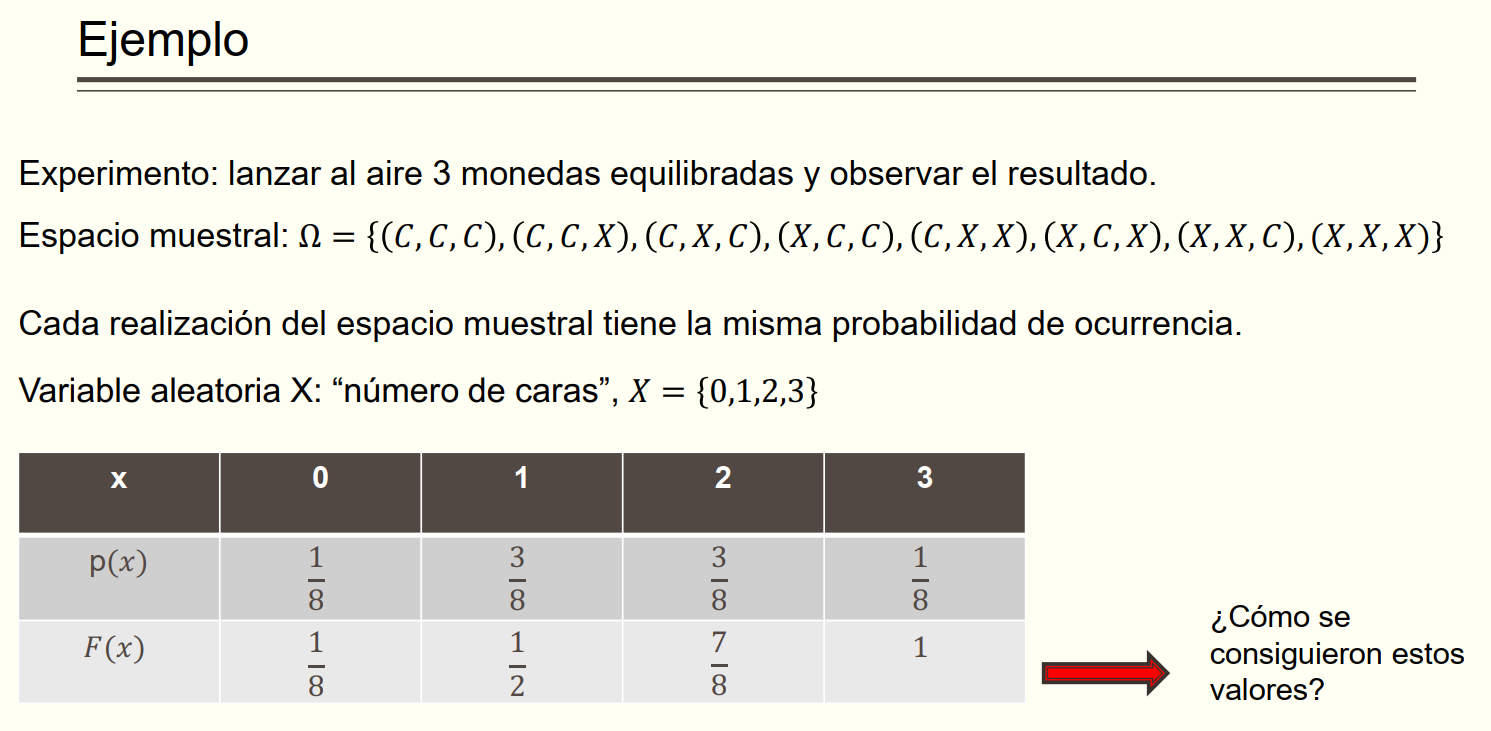 Ejemplo
Experimento: lanzar al aire 3 monedas equilibradas y observar el resultado.
Espacio muestral: Ω = {(C, C, C), (C, C, X), (C, X, C), (X, C, C), (C, X, X), (X, C, X), (X, X, C), (X, X, X)}
Cada realización del espacio muestral tiene la misma probabilidad de ocurrencia.
Variable aleatoria X: “número de caras”, X = {0,1,2,3}
x 0 1 2 3
p(x) 1/8 3/8 3/8 1/8
F(x) 1/8 1/2 7/8 1
¿Cómo se
consiguieron estos
valores?